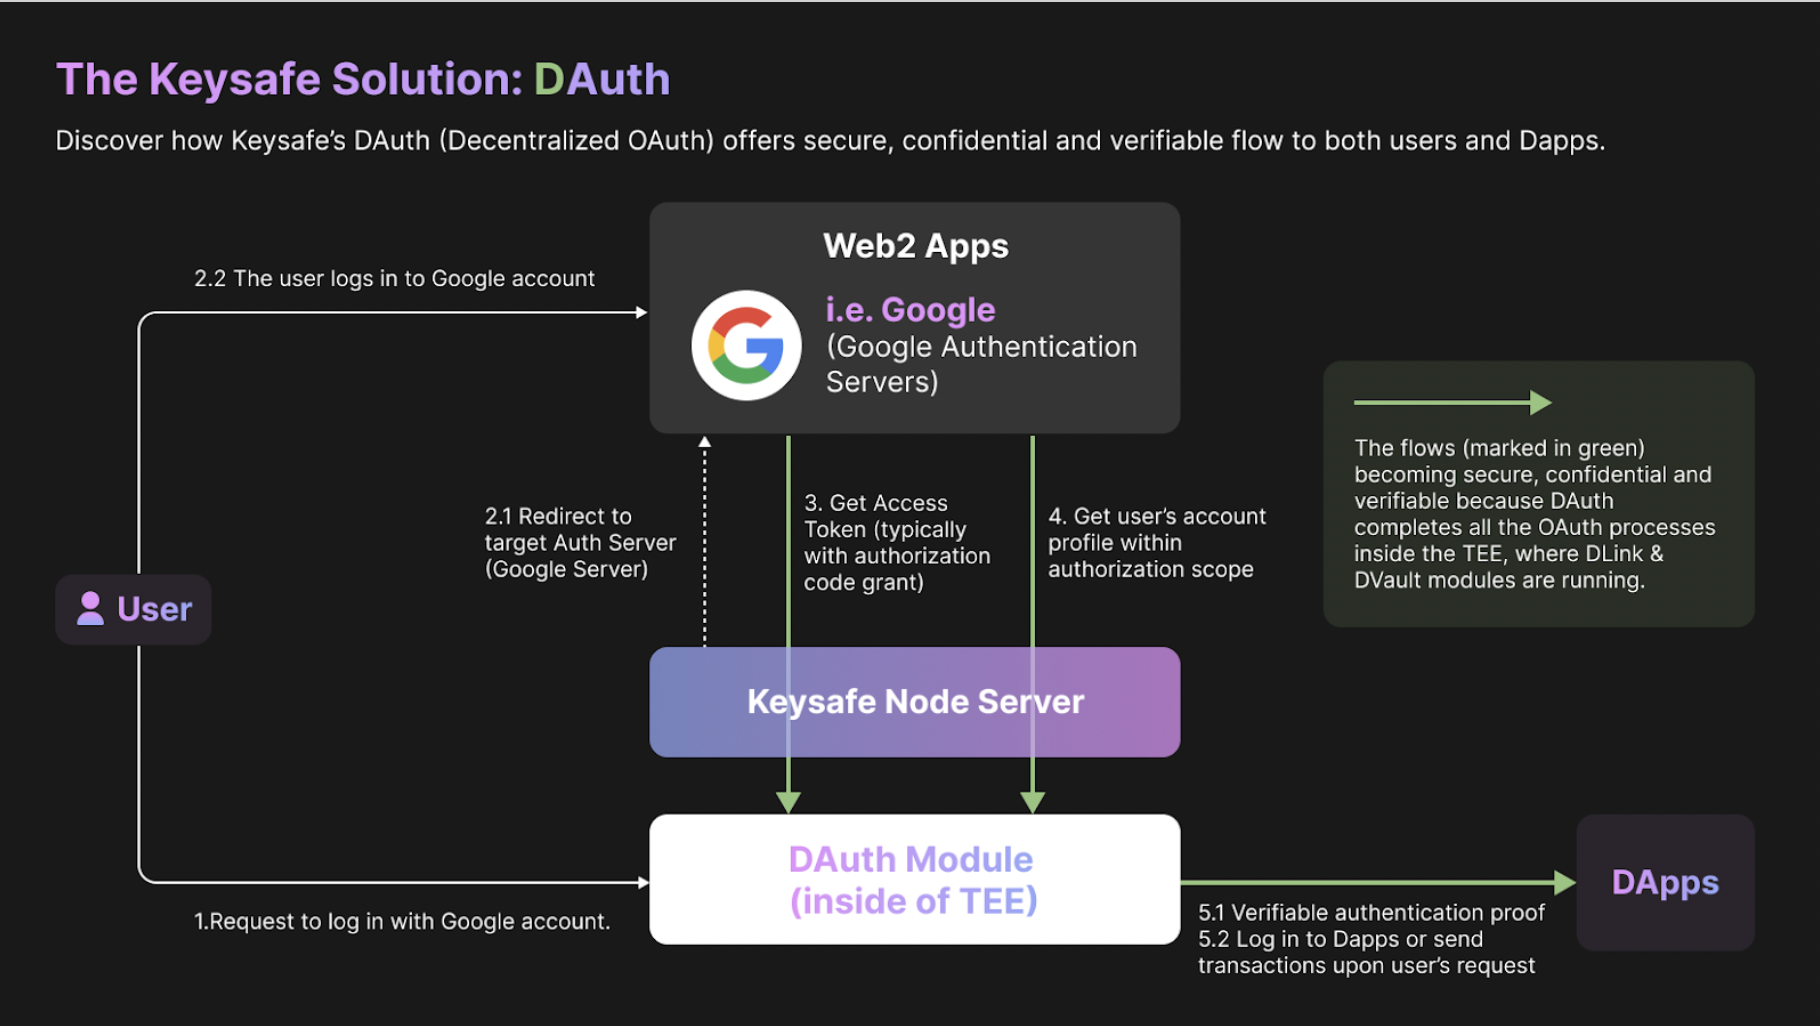 The Keysafe Solution: DAuth
Discover how Keysafe's DAuth (Decentralized OAuth) offers secure, confidential and verifiable flow to both users and Dapps.
Web2 Apps
i.e. Google
(Google Authentication
Servers)
2.2 The user logs in to Google account
The flows (marked in green)
becoming secure, confidential and
verifiable because DAuth
completes all the OAuth processes
inside the TEE, where DLink &
DVault modules are running.
2.1 Redirect to
target Auth Server
(Google Server)
3. Get Access
Token (typically
with authorization
code grant)
4. Get user's account
profile within
authorization scope
User
Keysafe Node Server
DAuth Module
(inside of TEE)
DApps
1.Request to log in with Google account.
5.1 Verifiable authentication proof
5.2 Log in to Dapps or send
transactions upon user's request